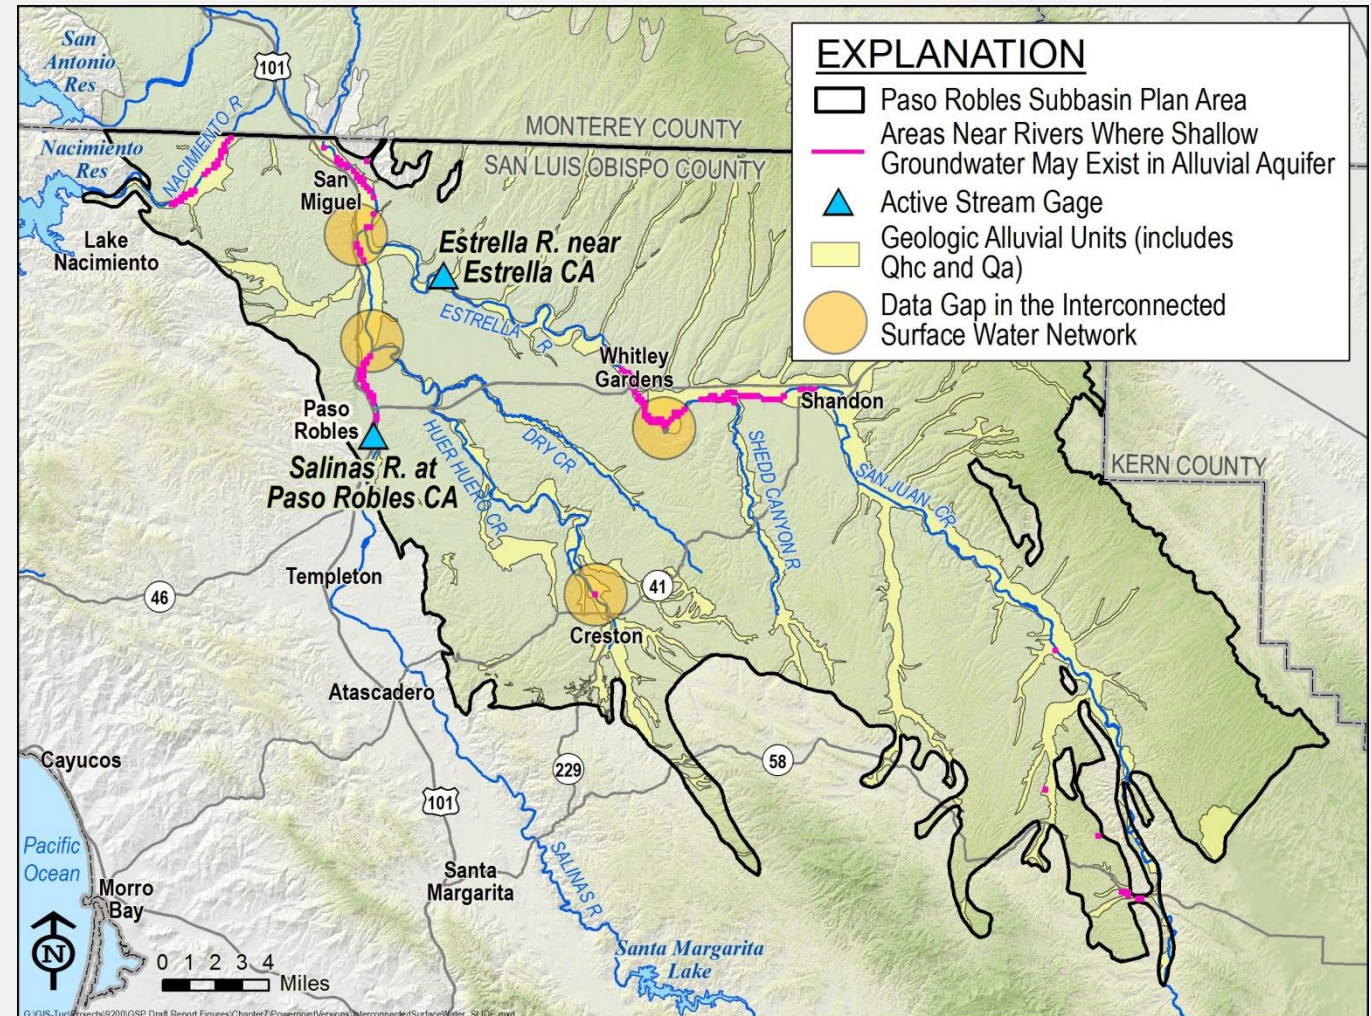 EXPLANATION
Paso Robles Subbasin Plan Area
Areas Near Rivers Where Shallow
Groundwater May Exist in Alluvial Aquifer
Active Stream Gage
Geologic Alluvial Units (includes
Qhc and Qa)
Data Gap in the Interconnected
Surface Water Network
San
Antonio
Res
101
NACIMIENTO R
MONTEREY COUNTY
SAN LUIS OBISPO COUNTY
Nacimiento
Res
San
Miguel
Lake
Nacimiento
Estrella R. near
Estrella CA
ESTRELLA R
Whitley
Gardens
Shandon
Paso
Robles
Salinas R. at
Paso Robles CA
HUER HUERO CR
DRY CR
SHEDD CANYON R
SAN JUAN CR
KERN COUNTY
Templeton
46
41
Creston
Atascadero
229
58
Cayucos
101
Pacific
Ocean
Morro
Bay
Santa
Margarita
SALINAS R
Santa Margarita
Lake
N
0 1 2 3 4
Miles